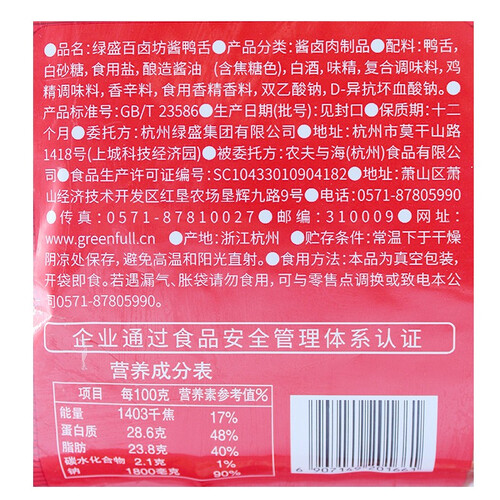 ●品名:绿盛百卤坊酱鸭舌●产品分类:酱卤肉制品●配料:鸭舌,
白砂糖,食用盐,酿造酱油 (含焦糖色),白酒,味精,复合调味料,鸡
精调味料,香辛料,食用香精香料,双乙酸钠,D-异抗坏血酸钠。●
产品标准号:GB/T 23586●生产日期(批号):见封口●保质期:十二
个月●委托方:杭州绿盛集团有限公司●地址:杭州市莫干山路
1418号(上城科技经济园)●被委托方:农夫与海(杭州)食品有限公司
●食品生产许可证编号:SC10433010904182●地址:萧山区萧
山经济技术开发区红垦农场垦辉九路9号●电话:0571-87805990
●传真:0571-87810027●邮编:310009●网址:
www.greenfull.cn ●产地:浙江杭州 ●贮存条件:常温下于干燥
阴凉处保存,避免高温和阳光直射。●食用方法:本品为真空包装,
开袋即食。若遇漏气、胀袋请勿食用,可与零售点调换或致电本公
司0571-87805990。
企业通过食品安全管理体系认证
营养成分表
项目 每100克 营养素参考值%
能量 1403千焦 17%
蛋白质 28.6克 48%
脂肪 23.8克 40%
碳水化合物 2.1克 1%
钠 1800毫克 90%
6 907149 201661